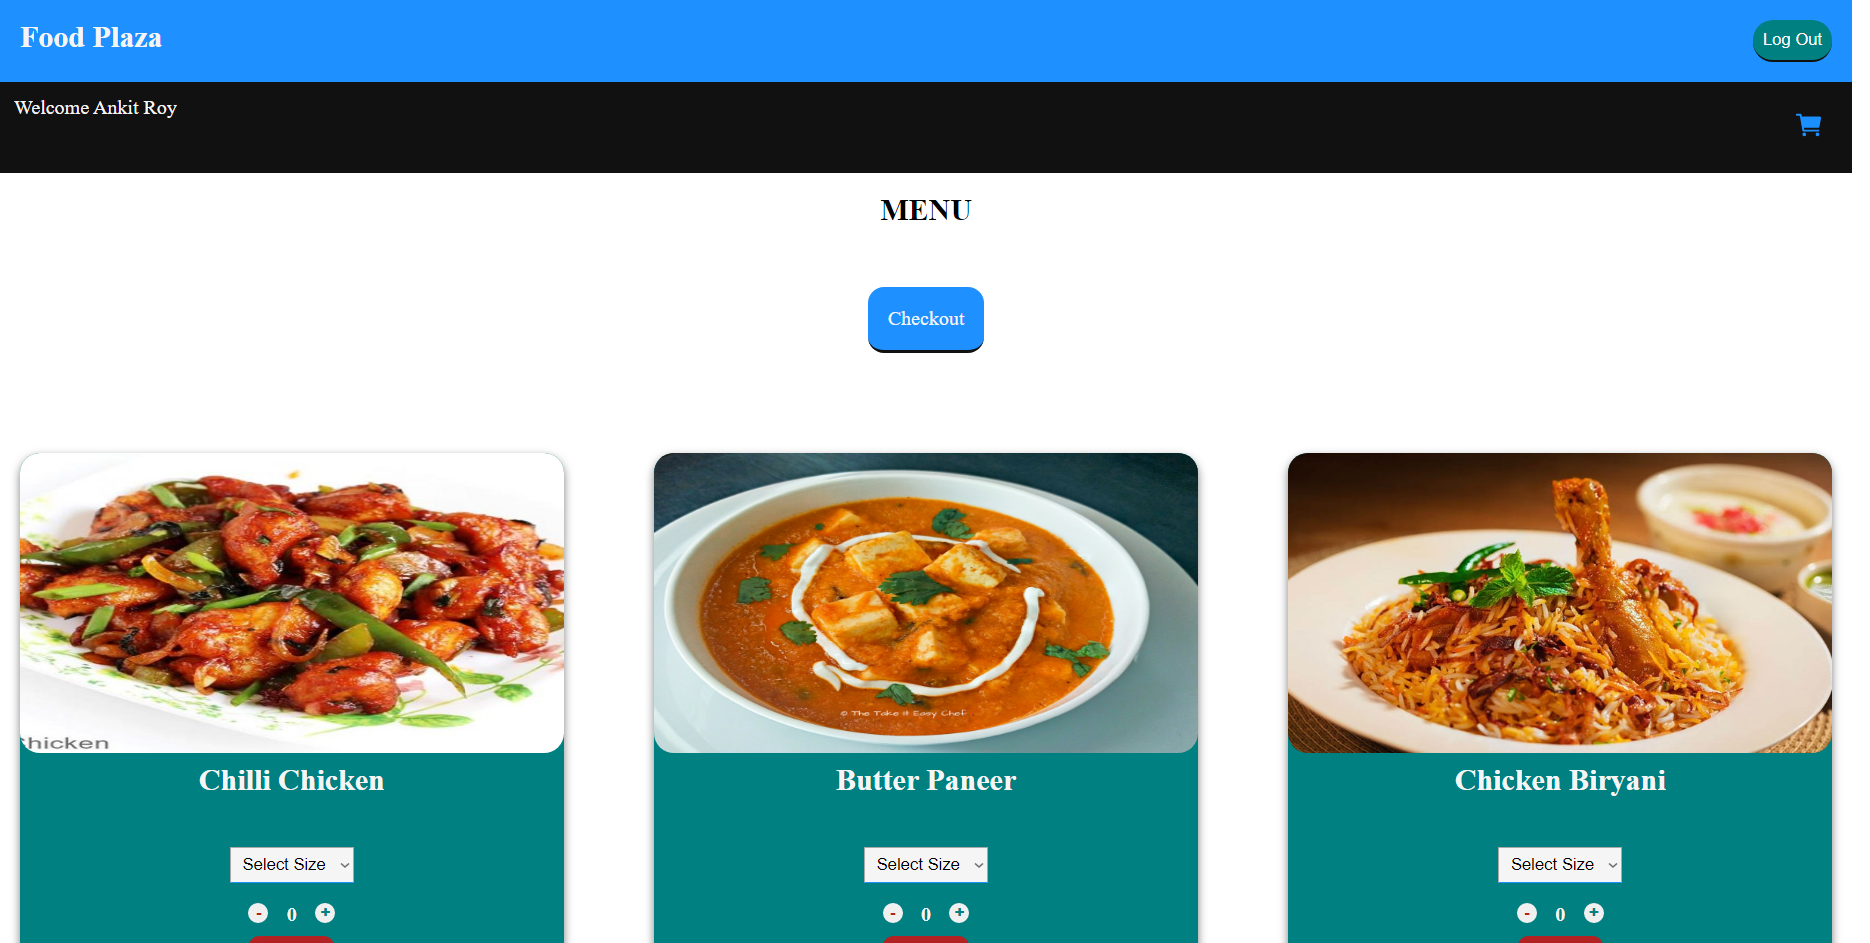 Food Plaza
Log Out
Welcome Ankit Roy
MENU
Checkout
hicken
© The Take It Easy Chef
Chilli Chicken
Butter Paneer
Chicken Biryani
Select Size
Select Size
Select Size
- 0 +
- 0 +
- 0 +